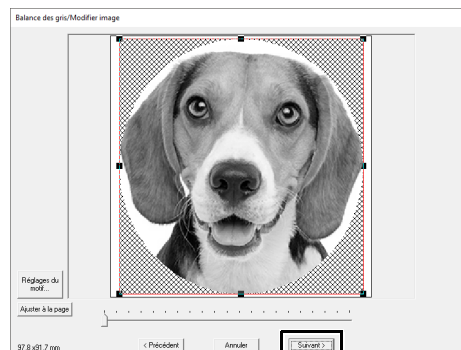 Balance des gris/Modifier image
Réglages du
motif...
Ajuster à la page
97.8 x91.7 mm
< Précédent
Annuler
Suivant >